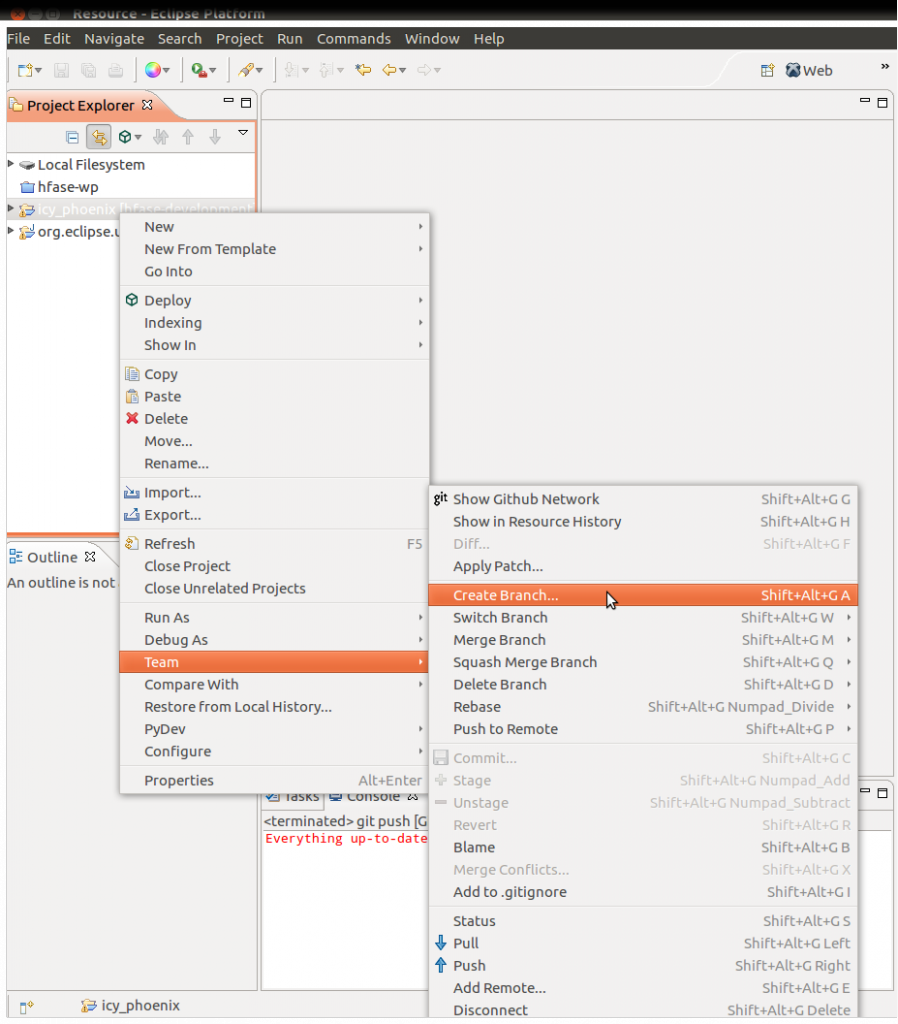 Resource - Eclipse Platform
File Edit Navigate Search Project Run Commands Window Help
Web »
Project Explorer
Local Filesystem
hfase-wp
icy_phoenix [hfase-development
org.eclipse.u
New
New From Template
Go Into
Deploy
Indexing
Show In
Copy
Paste
Delete
Move...
Rename...
Import...
Export...
Refresh F5
Close Project
Close Unrelated Projects
Run As
Debug As
Team
Compare With
Restore from Local History...
PyDev
Configure
Properties Alt+Enter
git Show Github Network Shift+Alt+G G
Show in Resource History Shift+Alt+G H
Diff... Shift+Alt+G F
Apply Patch...
Create Branch... Shift+Alt+G A
Switch Branch Shift+Alt+G W
Merge Branch Shift+Alt+G M
Squash Merge Branch Shift+Alt+G Q
Delete Branch Shift+Alt+G D
Rebase Shift+Alt+G Numpad_Divide
Push to Remote Shift+Alt+G P
Commit... Shift+Alt+G C
Stage Shift+Alt+G Numpad_Add
Unstage Shift+Alt+G Numpad_Subtract
Revert Shift+Alt+G R
Blame Shift+Alt+G B
Merge Conflicts... Shift+Alt+G X
Add to .gitignore Shift+Alt+G I
Status Shift+Alt+G S
Pull Shift+Alt+G Left
Push Shift+Alt+G Right
Add Remote... Shift+Alt+G E
Disconnect Shift+Alt+G Delete
Outline
An outline is not
Tasks Console
<terminated> git push [G
Everything up-to-date
icy_phoenix